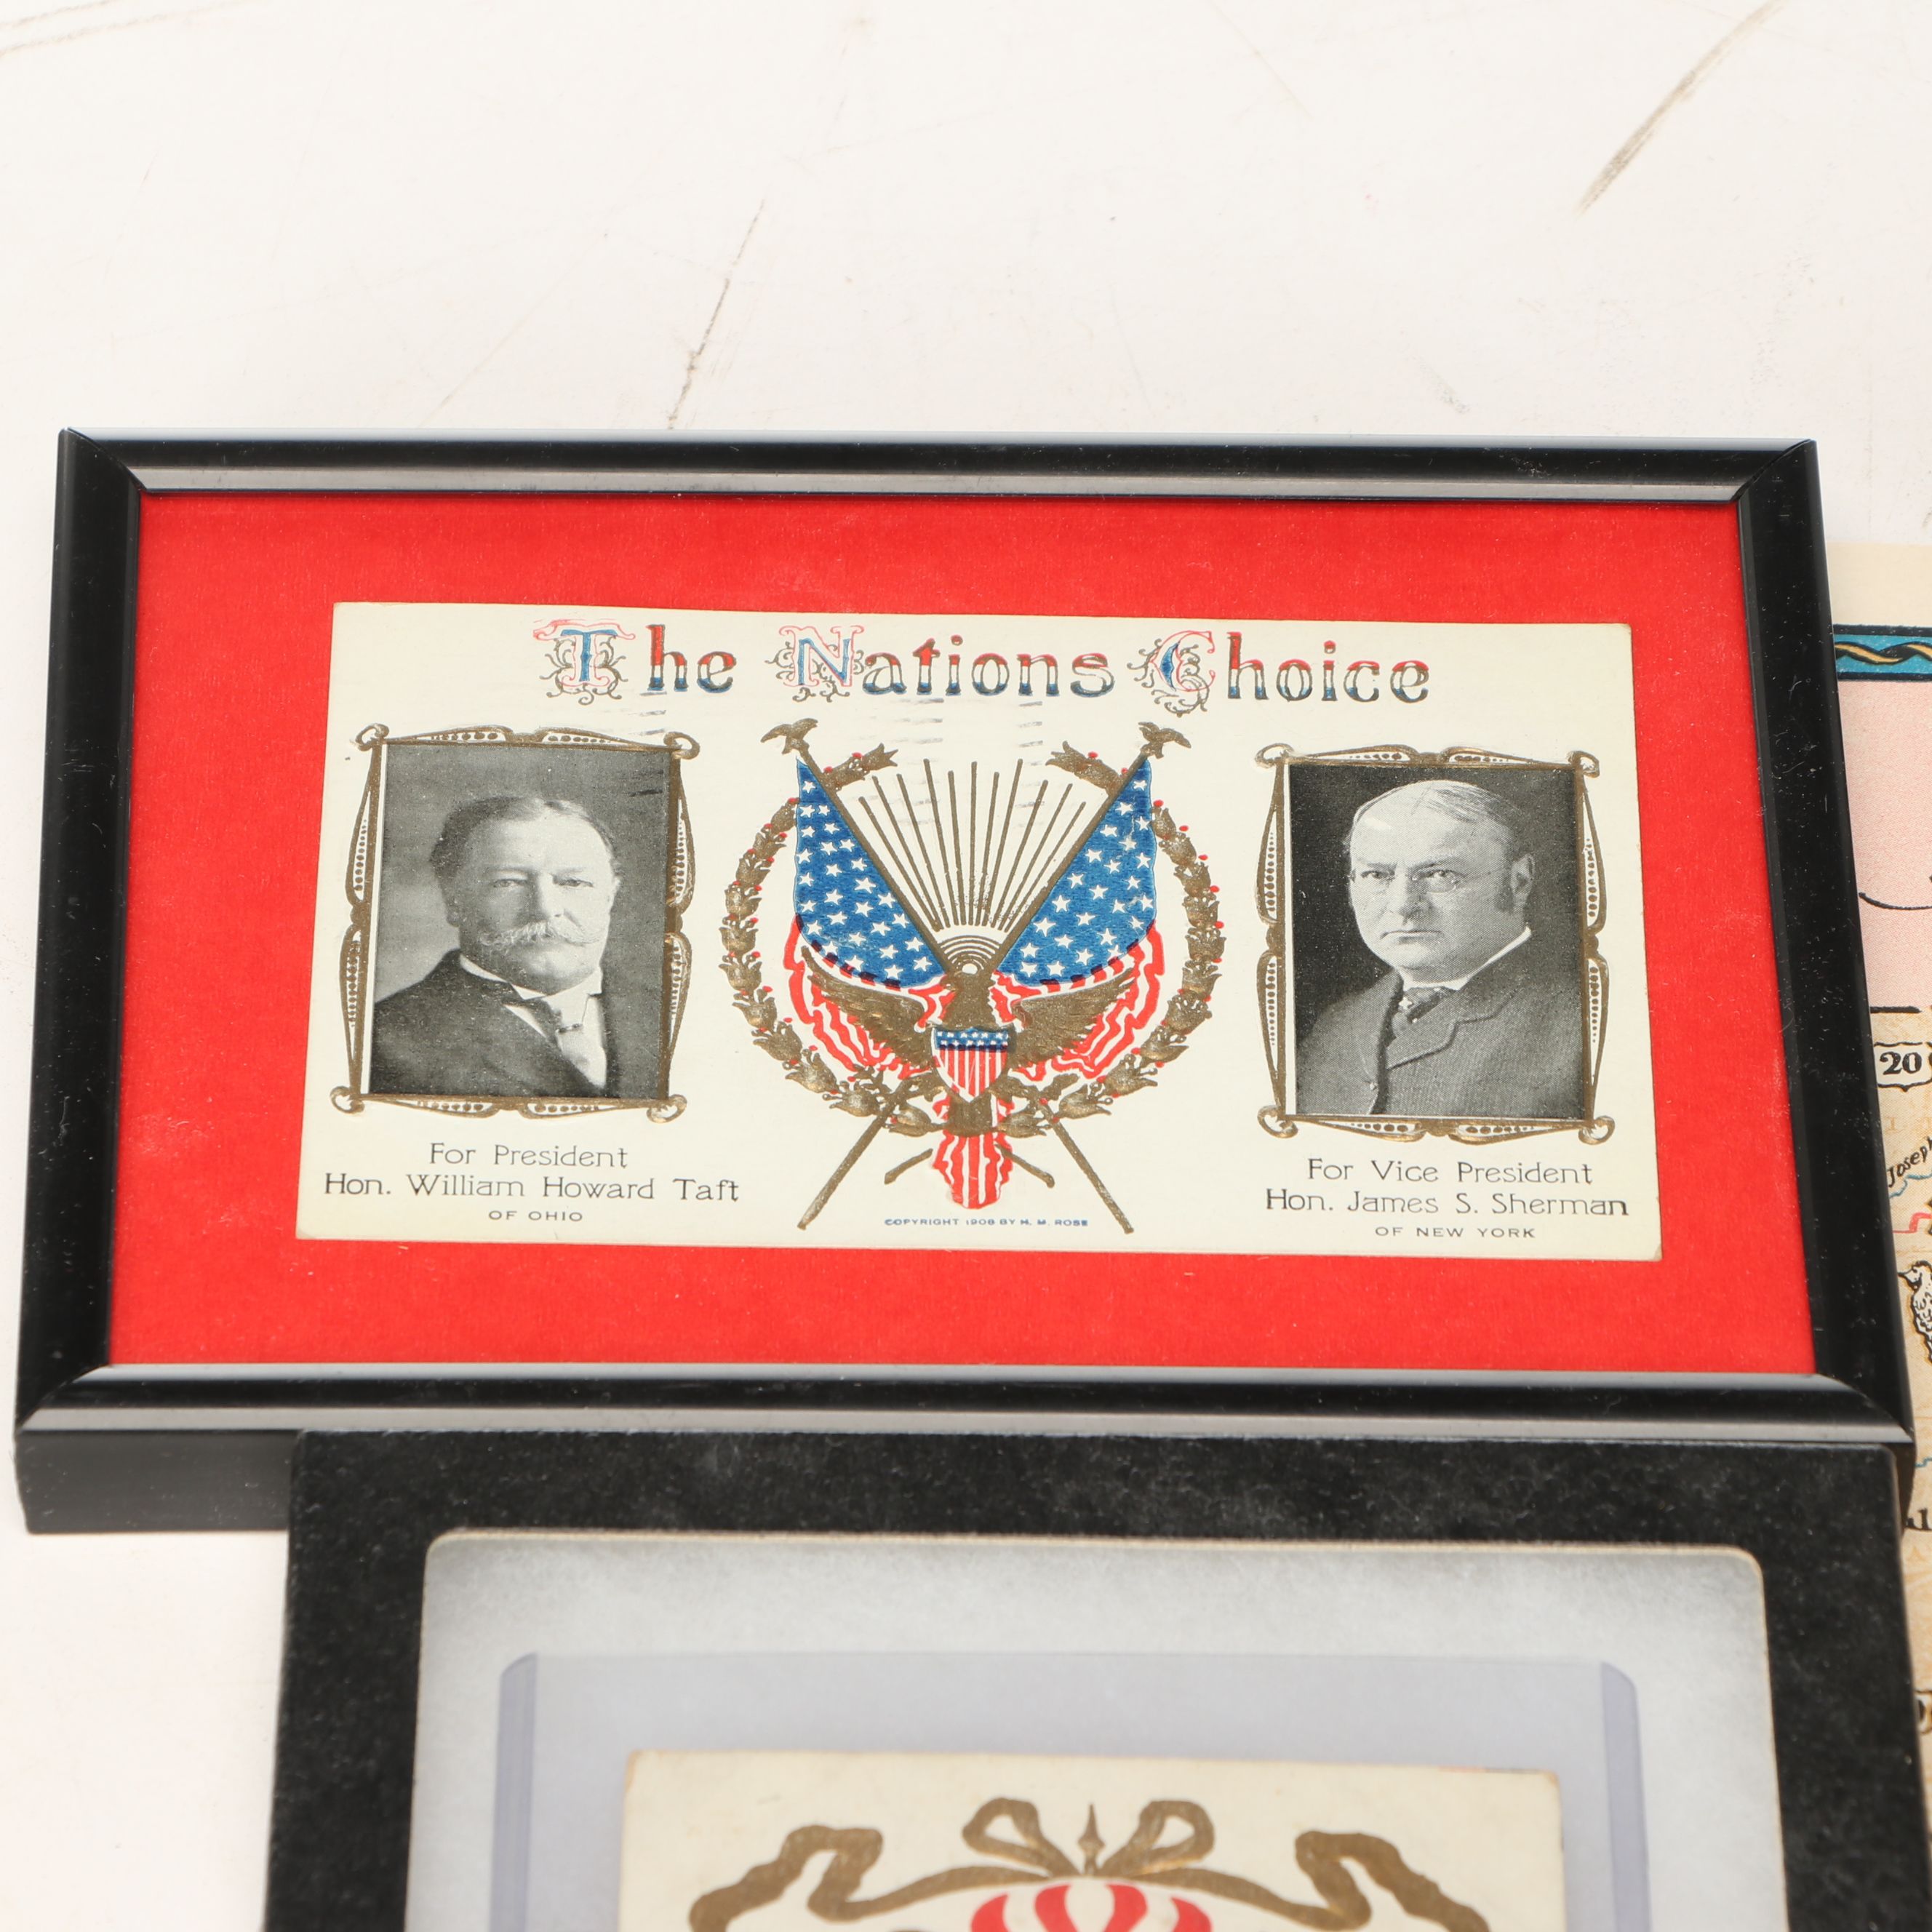 The Nations Choice
For President
Hon. William Howard Taft
OF OHIO
COPYRIGHT 1908 BY H. M. ROSE
For Vice President
Hon. James S. Sherman
OF NEW YORK
20
Joseph